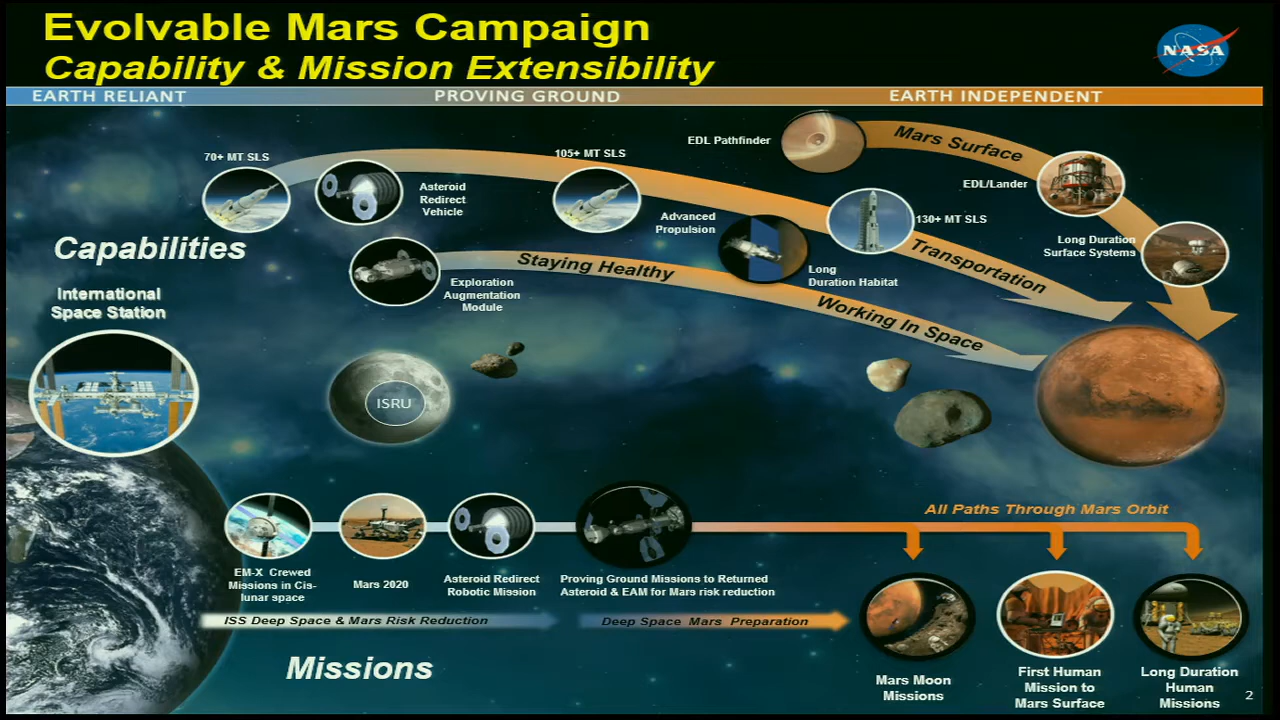 Evolvable Mars Campaign
Capability & Mission Extensibility
NASA
EARTH RELIANT
PROVING GROUND
EARTH INDEPENDENT
EDL Pathfinder
Mars Surface
70+ MT SLS
105+ MT SLS
EDL/Lander
Asteroid
Redirect
Vehicle
Advanced
Propulsion
130+ MT SLS
Capabilities
Long Duration
Surface Systems
Staying Healthy
Transportation
Exploration
Augmentation
Module
Long
Duration Habitat
Working In Space
International
Space Station
ISRU
All Paths Through Mars Orbit
EM-X Crewed
Missions in Cis-
lunar space
Mars 2020
Asteroid Redirect
Robotic Mission
Proving Ground Missions to Returned
Asteroid & EAM for Mars risk reduction
ISS Deep Space & Mars Risk Reduction
Deep Space Mars Preparation
Missions
Mars Moon
Missions
First Human
Mission to
Mars Surface
Long Duration
Human
Missions
2